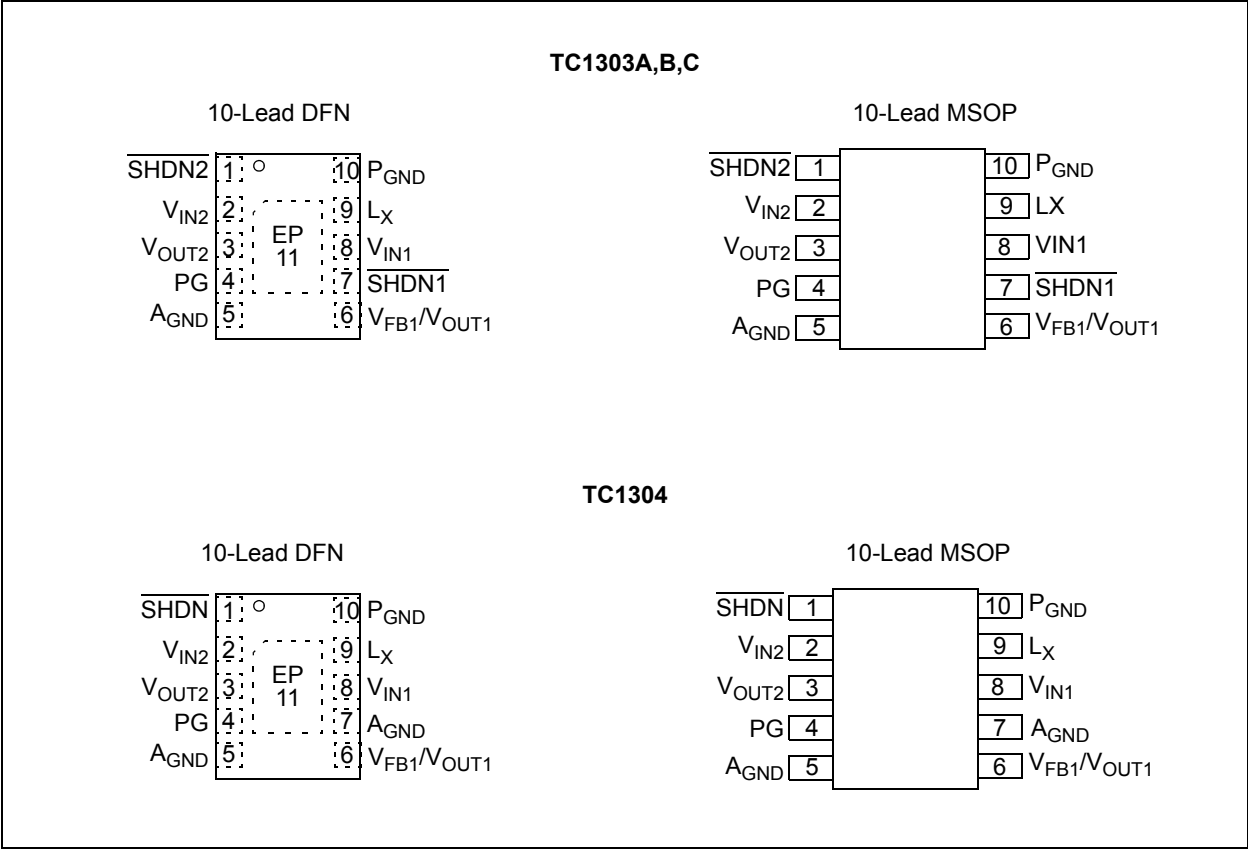 TC1303A,B,C
10-Lead DFN
SHDN2 1 10 PGND
VIN2 2 9 LX
VOUT2 3 EP 11 8 VIN1
PG 4 7 SHDN1
AGND 5 6 VFB1/VOUT1
10-Lead MSOP
SHDN2 1 10 PGND
VIN2 2 9 LX
VOUT2 3 8 VIN1
PG 4 7 SHDN1
AGND 5 6 VFB1/VOUT1
TC1304
10-Lead DFN
SHDN 1 10 PGND
VIN2 2 9 LX
VOUT2 3 EP 11 8 VIN1
PG 4 7 AGND
AGND 5 6 VFB1/VOUT1
10-Lead MSOP
SHDN 1 10 PGND
VIN2 2 9 LX
VOUT2 3 8 VIN1
PG 4 7 AGND
AGND 5 6 VFB1/VOUT1